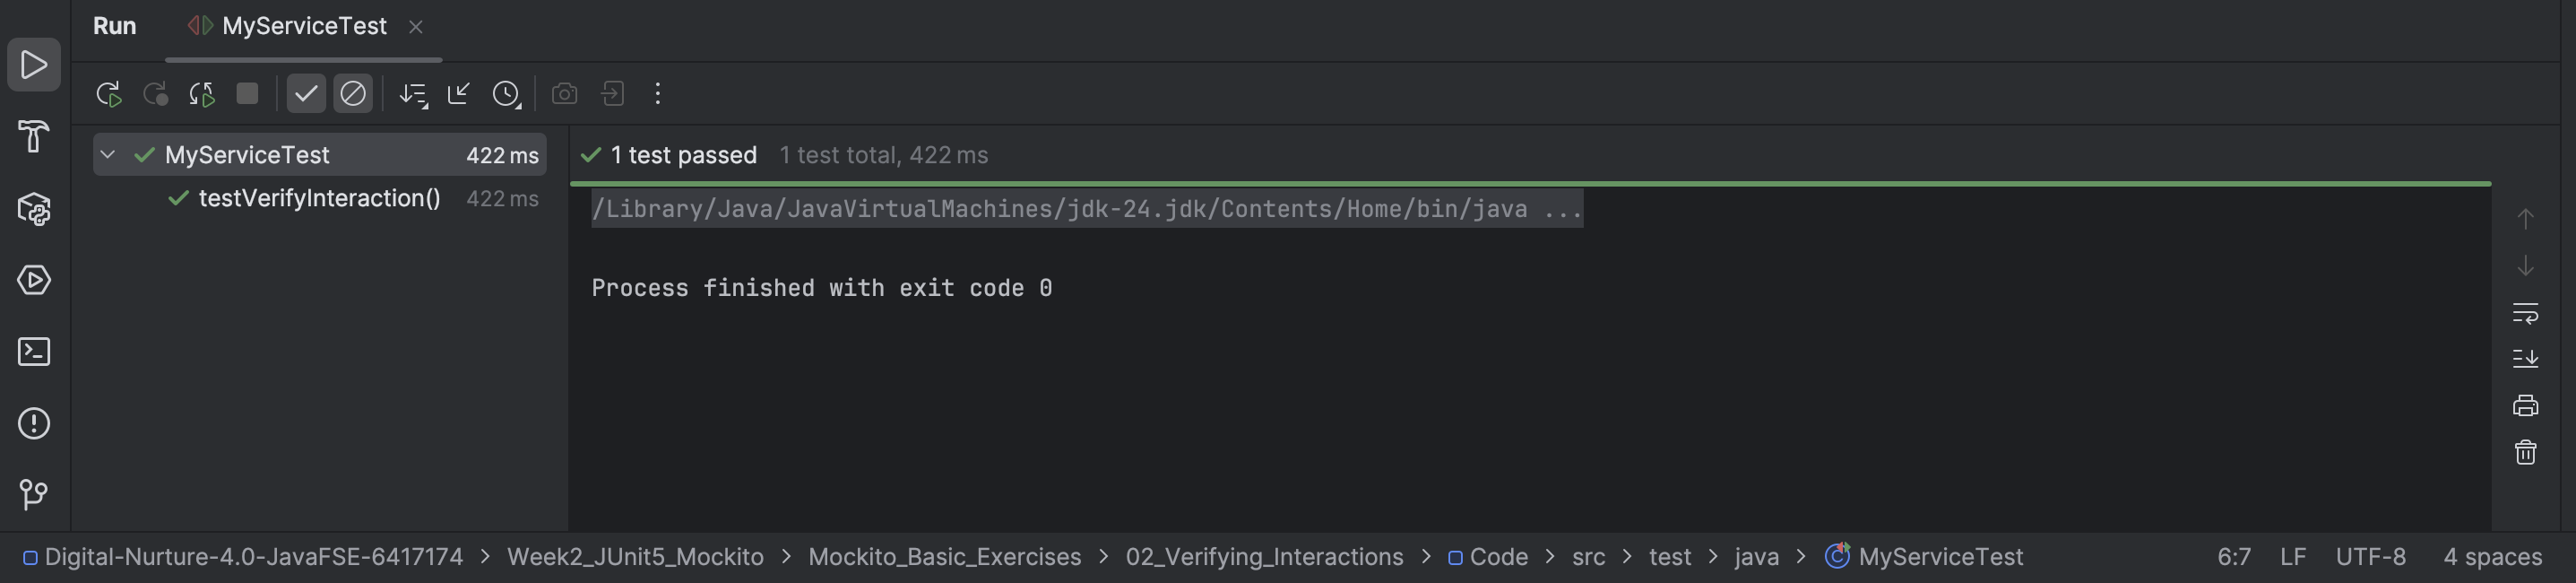 Run MyServiceTest
MyServiceTest 422 ms
testVerifyInteraction() 422 ms
1 test passed 1 test total, 422 ms
/Library/Java/JavaVirtualMachines/jdk-24.jdk/Contents/Home/bin/java ...
Process finished with exit code 0
Digital-Nurture-4.0-JavaFSE-6417174 > Week2_JUnit5_Mockito > Mockito_Basic_Exercises > 02_Verifying_Interactions > Code > src > test > java > MyServiceTest 6:7 LF UTF-8 4 spaces